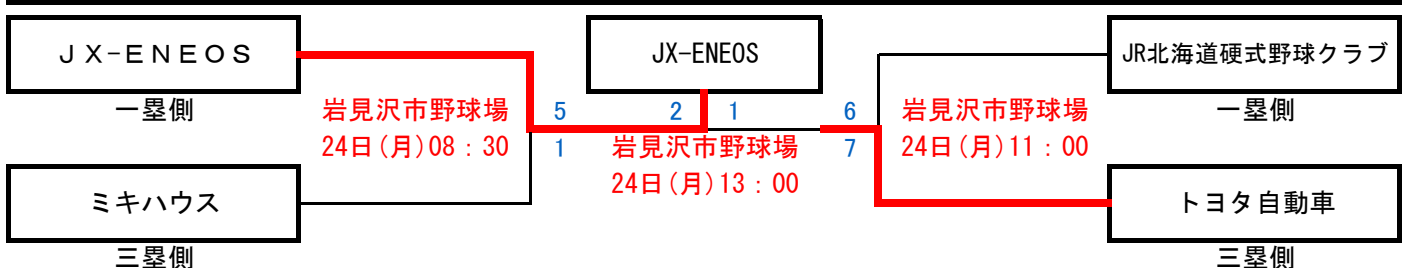 ＪＸ−ＥＮＥＯＳ
一塁側
岩見沢市野球場
24日(月)08：30
5
1
ミキハウス
三塁側
JX-ENEOS
2 1
岩見沢市野球場
24日(月)13：00
6
7
岩見沢市野球場
24日(月)11：00
JR北海道硬式野球クラブ
一塁側
トヨタ自動車
三塁側